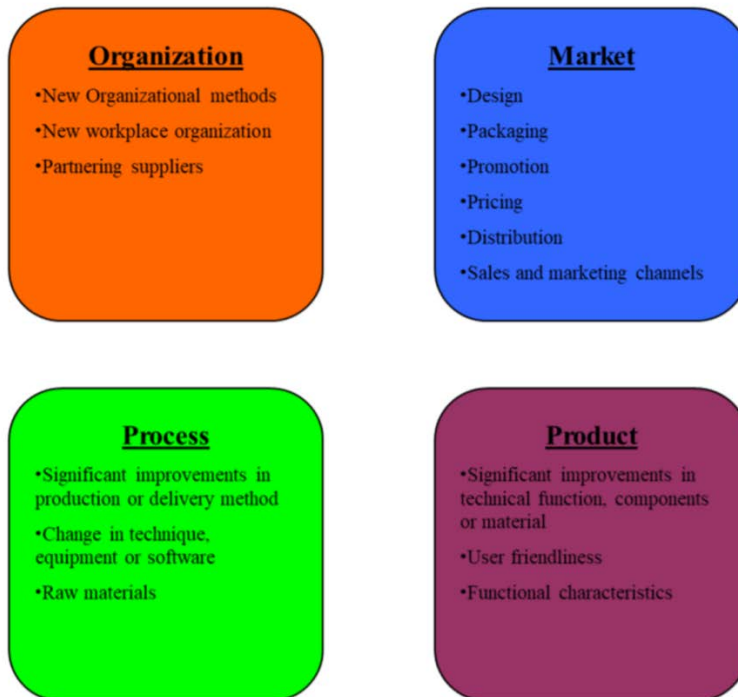 Organization
•New Organizational methods
•New workplace organization
•Partnering suppliers
Market
•Design
•Packaging
•Promotion
•Pricing
•Distribution
•Sales and marketing channels
Process
•Significant improvements in
production or delivery method
•Change in technique,
equipment or software
•Raw materials
Product
•Significant improvements in
technical function, components
or material
•User friendliness
•Functional characteristics